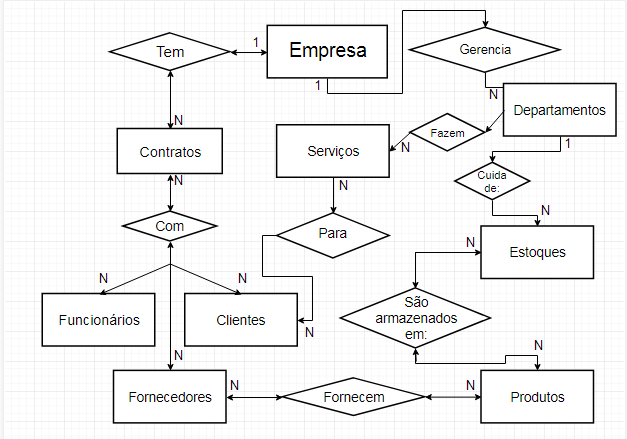 Tem
1
Empresa
Gerencia
1
N
Departamentos
N
Contratos
Serviços
Fazem
N
1
N
N
Cuida
de:
Com
Para
N
N
Estoques
N
N
São
armazenados
em:
Funcionários
Clientes
N
N
N
Fornecedores
N
Fornecem
N
Produtos